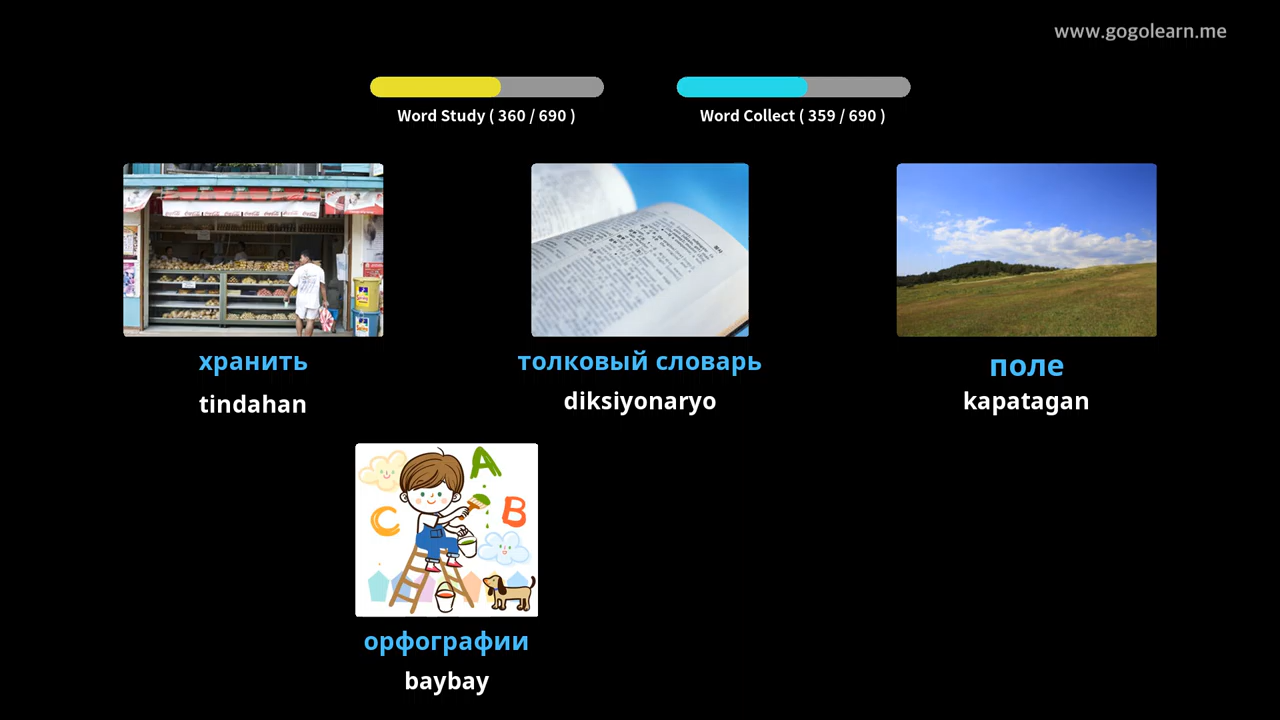 www.gogolearn.me
Word Study ( 360 / 690 )
Word Collect ( 359 / 690 )
хранить
tindahan
толковый словарь
diksiyonaryo
поле
kapatagan
A
B
C
орфографии
baybay